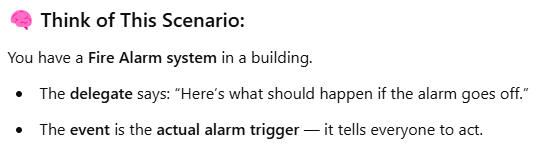 🧠 Think of This Scenario:
You have a Fire Alarm system in a building.
• The delegate says: “Here’s what should happen if the alarm goes off.”
• The event is the actual alarm trigger — it tells everyone to act.